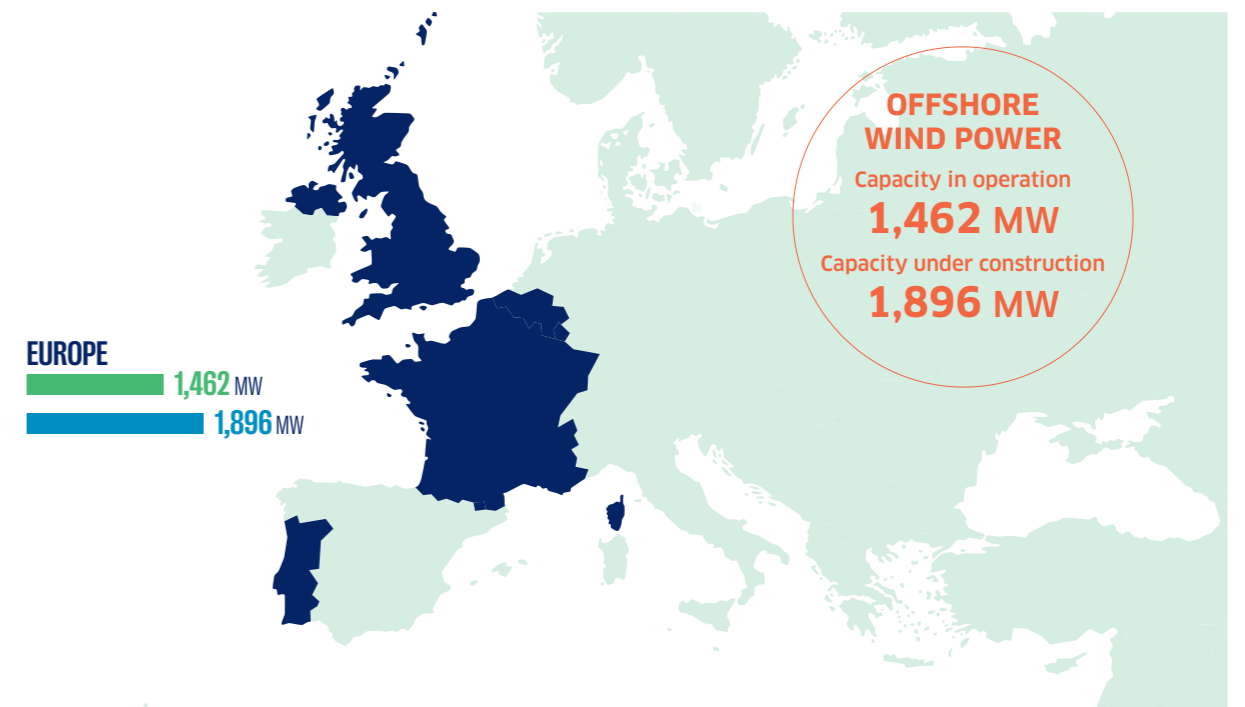 OFFSHORE
WIND POWER
Capacity in operation
1,462 MW
Capacity under construction
1,896 MW
EUROPE
1,462 MW
1,896 MW